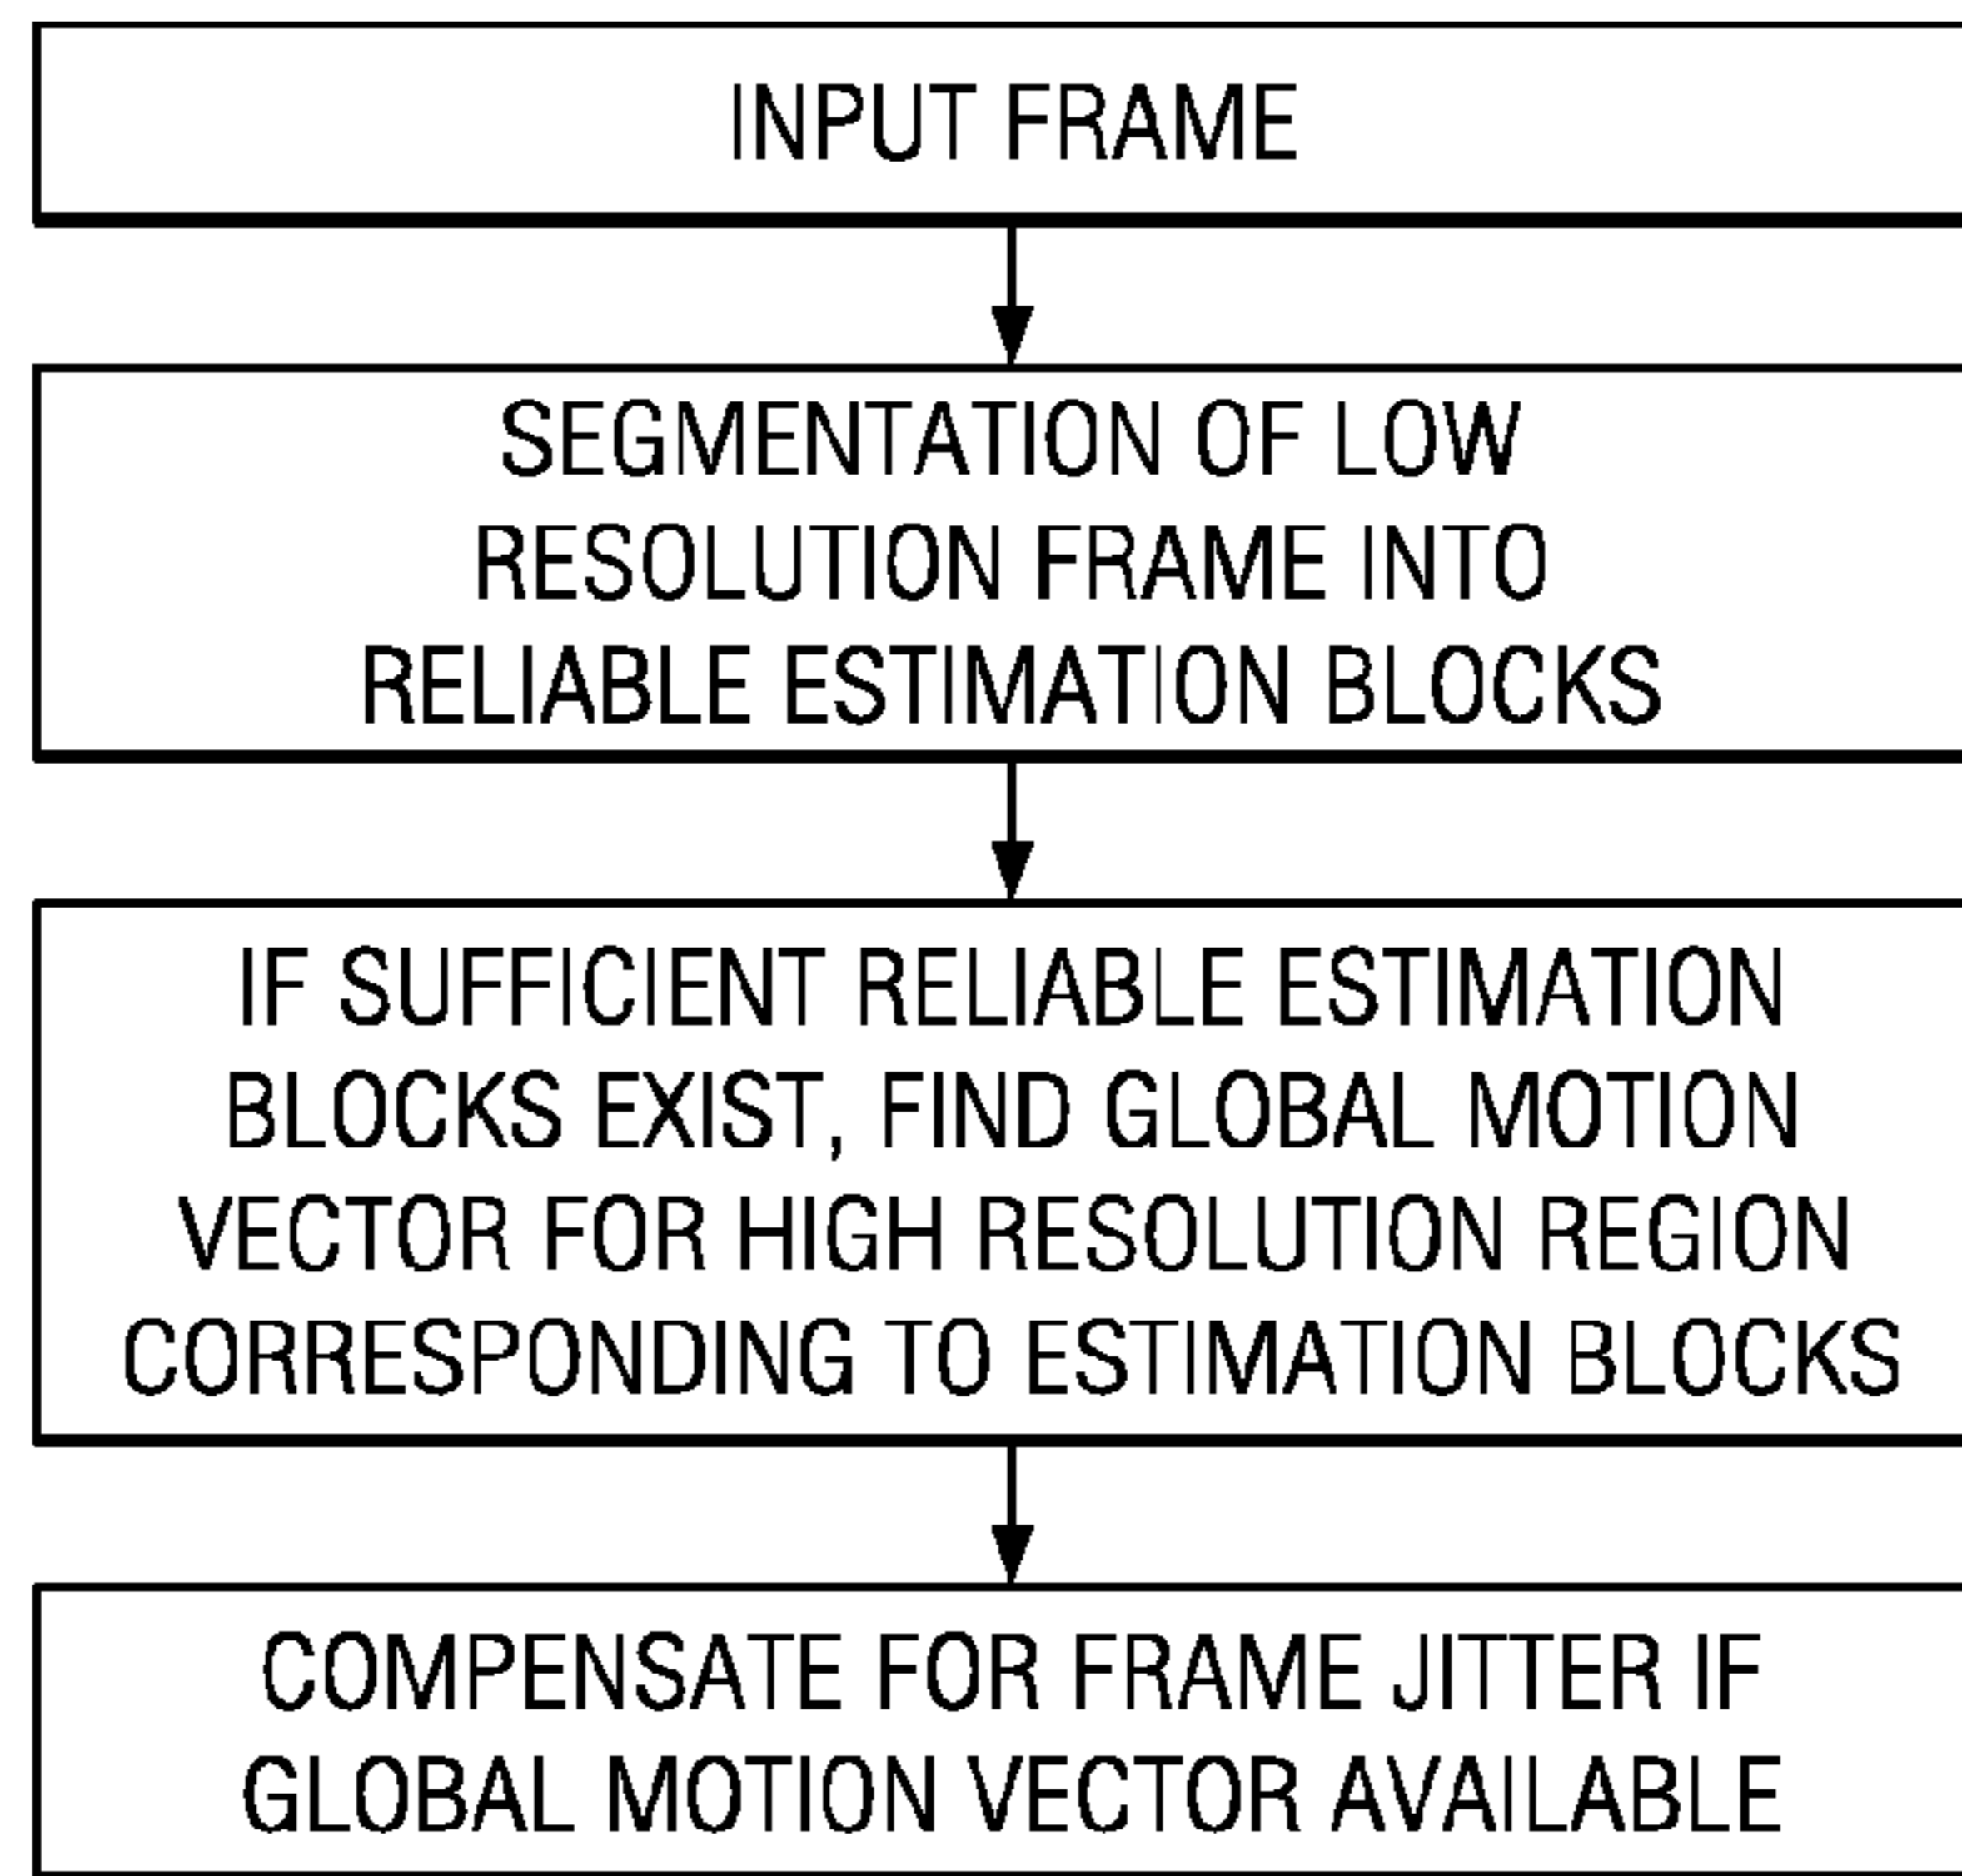 INPUT FRAME
SEGMENTATION OF LOW
RESOLUTION FRAME INTO
RELIABLE ESTIMATION BLOCKS
IF SUFFICIENT RELIABLE ESTIMATION
BLOCKS EXIST, FIND GLOBAL MOTION
VECTOR FOR HIGH RESOLUTION REGION
CORRESPONDING TO ESTIMATION BLOCKS
COMPENSATE FOR FRAME JITTER IF
GLOBAL MOTION VECTOR AVAILABLE